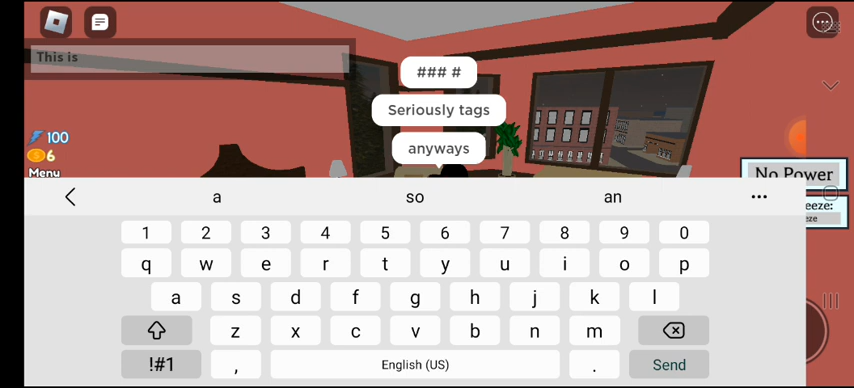 This is
### #
Seriously tags
anyways
100
6
Menu
No Power
eeze:
eze
a so an
1 2 3 4 5 6 7 8 9 0
q w e r t y u i o p
a s d f g h j k l
z x c v b n m
!#1 , English (US) . Send